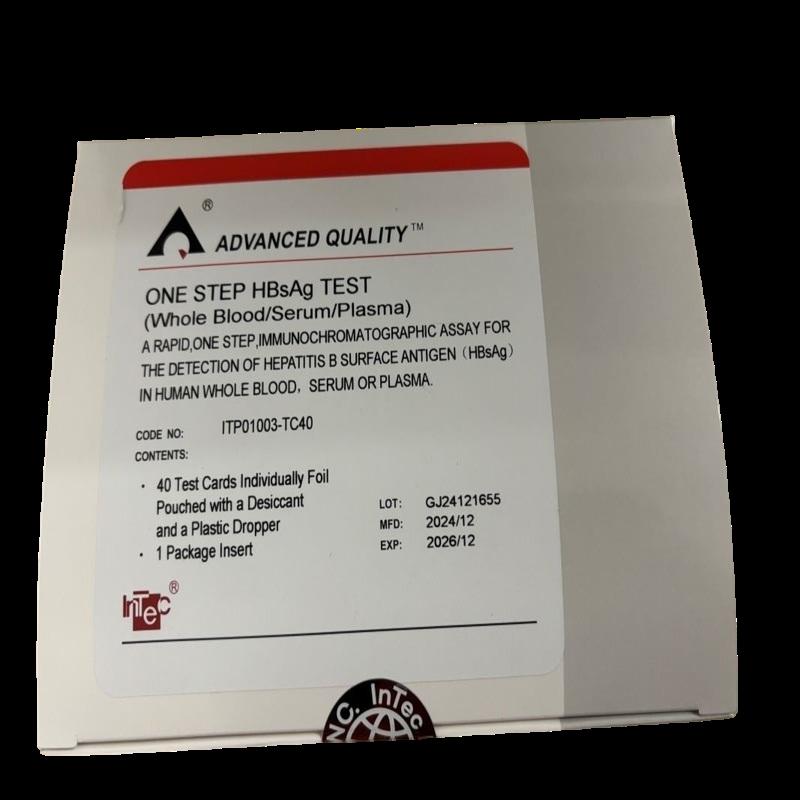 ®
ADVANCED QUALITY™
ONE STEP HBsAg TEST
(Whole Blood/Serum/Plasma)
A RAPID,ONE STEP,IMMUNOCHROMATOGRAPHIC ASSAY FOR
THE DETECTION OF HEPATITIS B SURFACE ANTIGEN（HBsAg）
IN HUMAN WHOLE BLOOD，SERUM OR PLASMA.
CODE NO: ITP01003-TC40
CONTENTS:
· 40 Test Cards Individually Foil
Pouched with a Desiccant
and a Plastic Dropper
· 1 Package Insert
LOT: GJ24121655
MFD: 2024/12
EXP: 2026/12
InTec®
NC. InTec